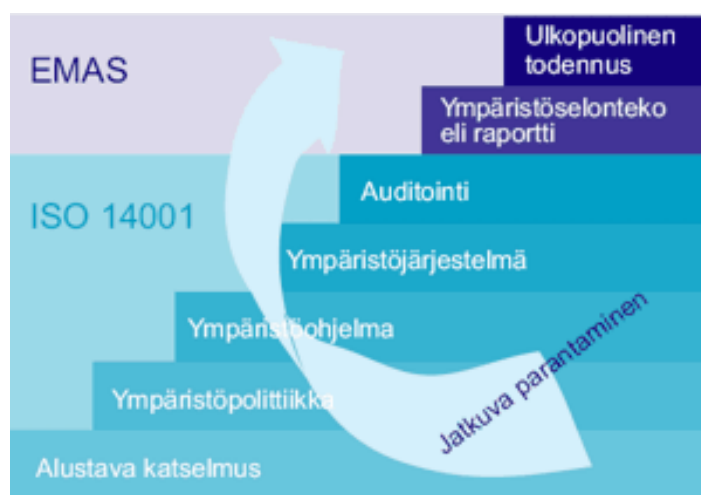 EMAS
Ulkopuolinen
todennus
Ympäristöselonteko
eli raportti
ISO 14001
Auditointi
Ympäristöjärjestelmä
Ympäristöohjelma
Ympäristöpolittiikka
Alustava katselmus
Jatkuva parantaminen